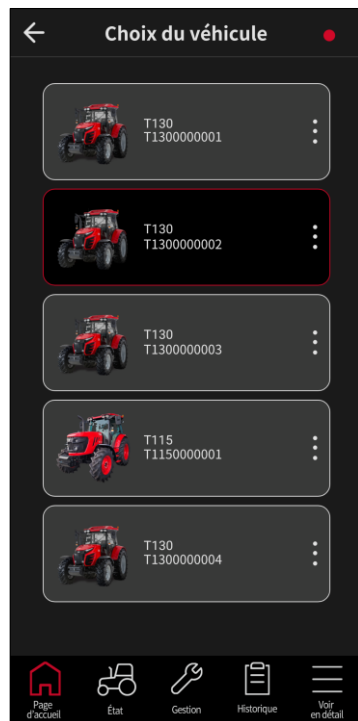 Choix du véhicule
T130
T1300000001
T130
T1300000002
T130
T1300000003
T115
T1150000001
T130
T1300000004
Page
d'accueil
État
Gestion
Historique
Voir
en détail